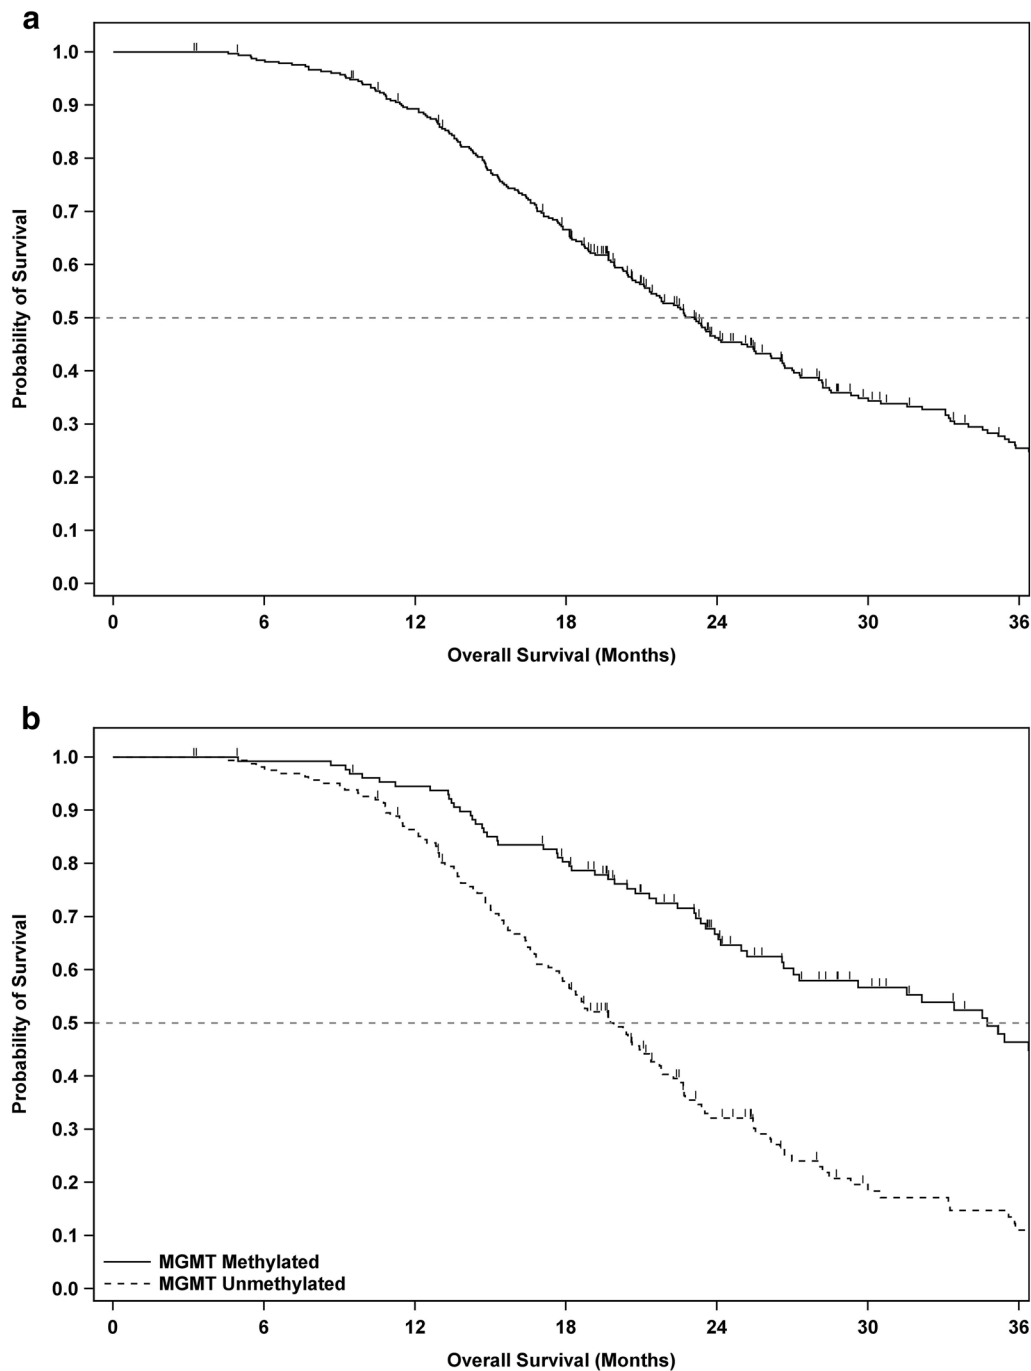 a
1.0
0.9
0.8
0.7
0.6
0.5
0.4
0.3
0.2
0.1
0.0
Probability of Survival
0 6 12 18 24 30 36
Overall Survival (Months)
b
1.0
0.9
0.8
0.7
0.6
0.5
0.4
0.3
0.2
0.1
0.0
Probability of Survival
MGMT Methylated
MGMT Unmethylated
0 6 12 18 24 30 36
Overall Survival (Months)